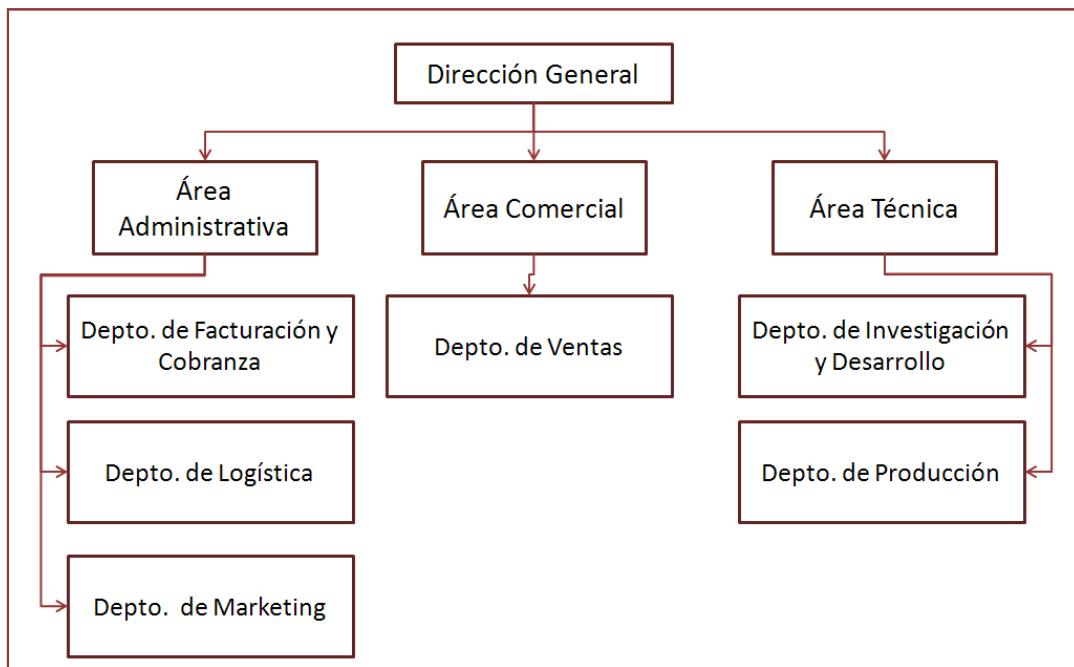 Dirección General
Área
Administrativa
Área Comercial
Área Técnica
Depto. de Facturación y
Cobranza
Depto. de Ventas
Depto. de Investigación
y Desarrollo
Depto. de Logística
Depto. de Producción
Depto.  de Marketing